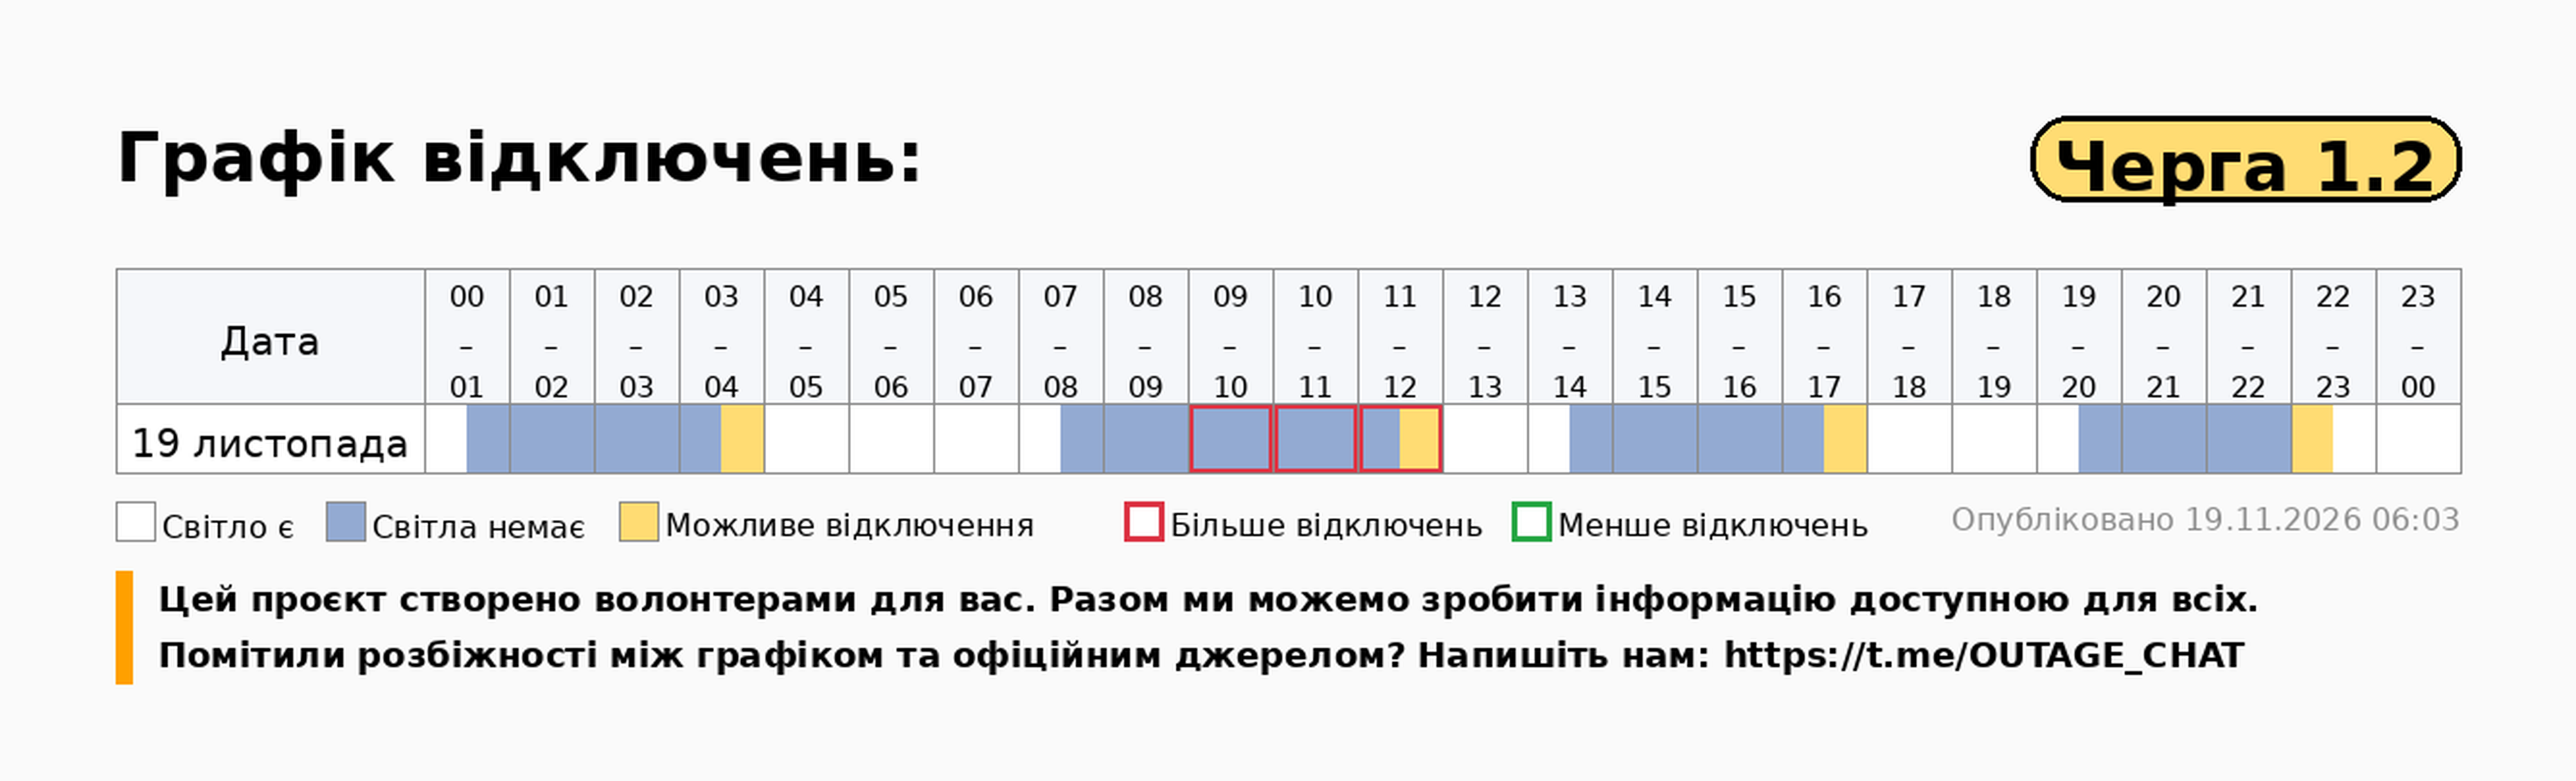 Графік відключень:
Черга 1.2
Дата
00 – 01
01 – 02
02 – 03
03 – 04
04 – 05
05 – 06
06 – 07
07 – 08
08 – 09
09 – 10
10 – 11
11 – 12
12 – 13
13 – 14
14 – 15
15 – 16
16 – 17
17 – 18
18 – 19
19 – 20
20 – 21
21 – 22
22 – 23
23 – 00
19 листопада
Світло є
Світла немає
Можливе відключення
Більше відключень
Менше відключень
Опубліковано 19.11.2026 06:03
Цей проєкт створено волонтерами для вас. Разом ми можемо зробити інформацію доступною для всіх.
Помітили розбіжності між графіком та офіційним джерелом? Напишіть нам: https://t.me/OUTAGE_CHAT